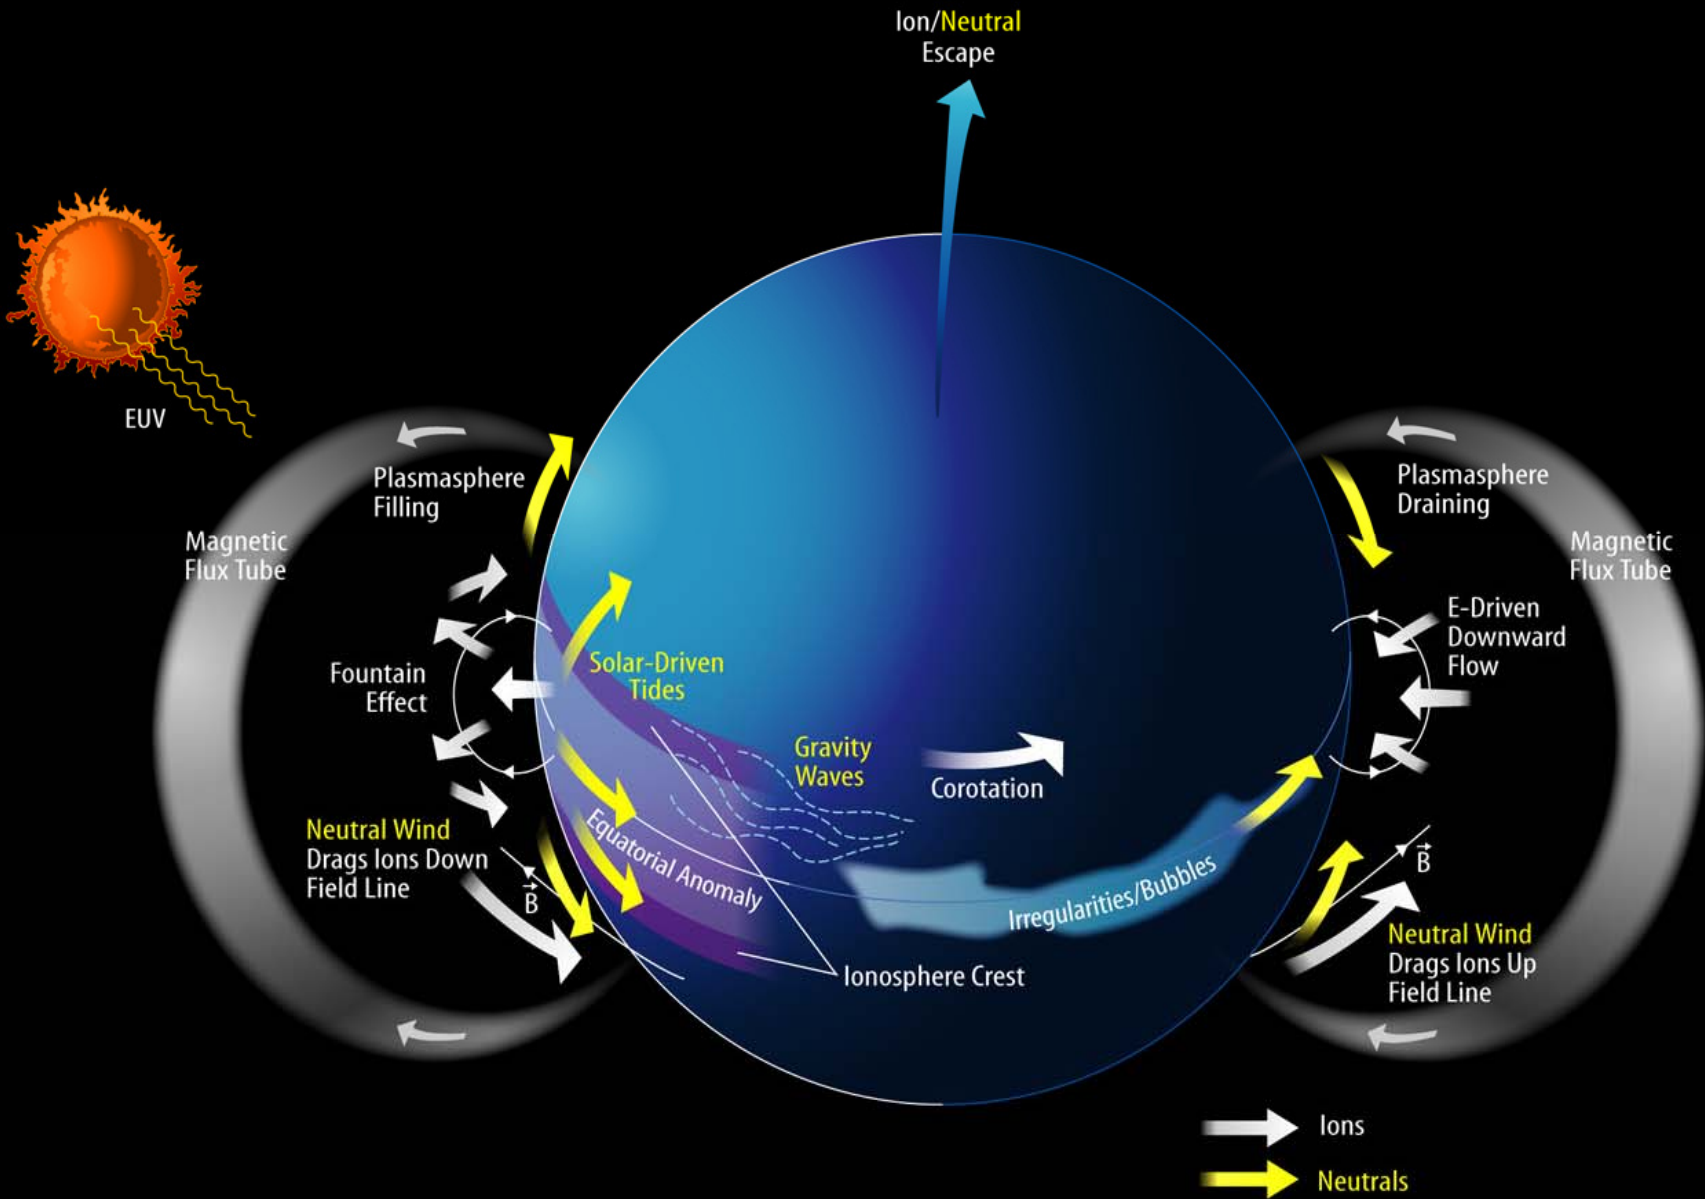 Ion/Neutral
Escape
EUV
Plasmasphere
Filling
Magnetic
Flux Tube
Fountain
Effect
Solar-Driven
Tides
Gravity
Waves
Corotation
Equatorial Anomaly
Irregularities/Bubbles
Ionosphere Crest
Neutral Wind
Drags Ions Down
Field Line
B
Plasmasphere
Draining
Magnetic
Flux Tube
E-Driven
Downward
Flow
B
Neutral Wind
Drags Ions Up
Field Line
Ions
Neutrals